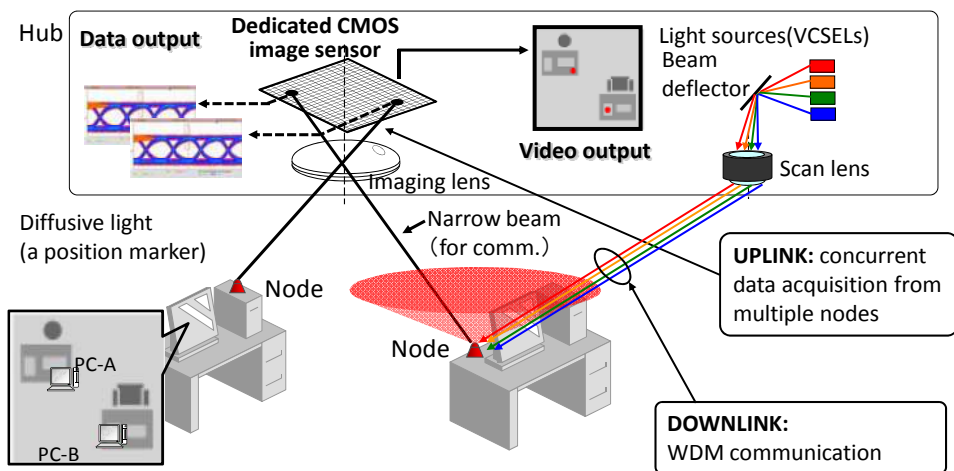 Hub
Data output
Dedicated CMOS
image sensor
Light sources(VCSELs)
Beam
deflector
Video output
Scan lens
Imaging lens
Diffusive light
(a position marker)
Narrow beam
(for comm.)
Node
Node
UPLINK: concurrent
data acquisition from
multiple nodes
PC-A
PC-B
DOWNLINK:
WDM communication